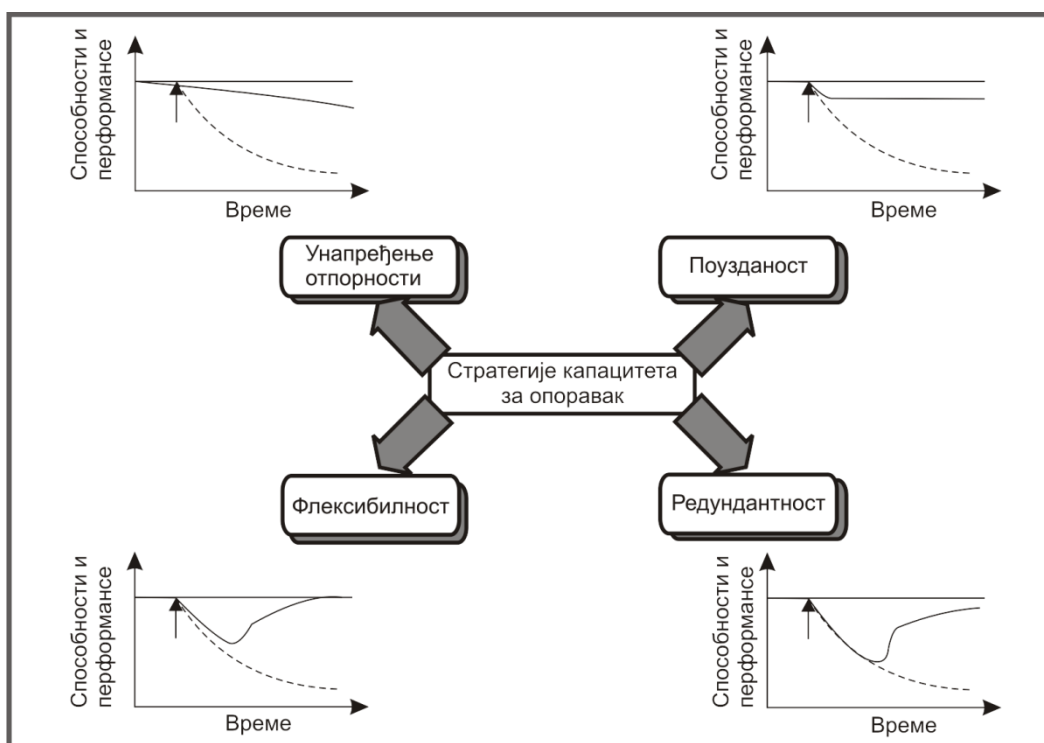 Способности и
перформансе
Време
Способности и
перформансе
Време
Унапређење
отпорности
Поузданост
Стратегије капацитета
за опоравак
Флексибилност
Редундантност
Способности и
перформансе
Време
Способности и
перформансе
Време